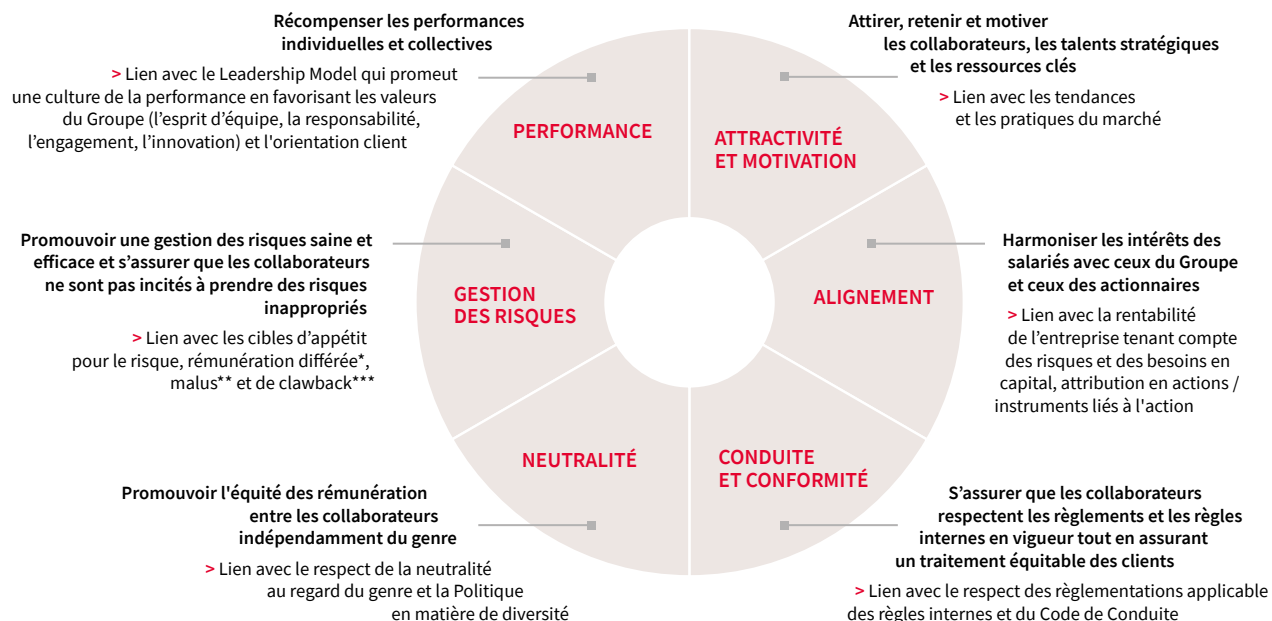 Récompenser les performances
individuelles et collectives
> Lien avec le Leadership Model qui promeut
une culture de la performance en favorisant les valeurs
du Groupe (l’esprit d’équipe, la responsabilité,
l’engagement, l’innovation) et l'orientation client
PERFORMANCE
Attirer, retenir et motiver
les collaborateurs, les talents stratégiques
et les ressources clés
> Lien avec les tendances
et les pratiques du marché
ATTRACTIVITÉ
ET MOTIVATION
Promouvoir une gestion des risques saine et
efficace et s’assurer que les collaborateurs
ne sont pas incités à prendre des risques
inappropriés
> Lien avec les cibles d’appétit
pour le risque, rémunération différée*,
malus** et de clawback***
GESTION
DES RISQUES
ALIGNEMENT
Harmoniser les intérêts des
salariés avec ceux du Groupe
et ceux des actionnaires
> Lien avec la rentabilité
de l’entreprise tenant compte
des risques et des besoins en
capital, attribution en actions /
instruments liés à l'action
NEUTRALITÉ
Promouvoir l'équité des rémunération
entre les collaborateurs
indépendamment du genre
> Lien avec le respect de la neutralité
au regard du genre et la Politique
en matière de diversité
CONDUITE
ET CONFORMITÉ
S’assurer que les collaborateurs
respectent les règlements et les règles
internes en vigueur tout en assurant
un traitement équitable des clients
> Lien avec le respect des règlementations applicable
des règles internes et du Code de Conduite